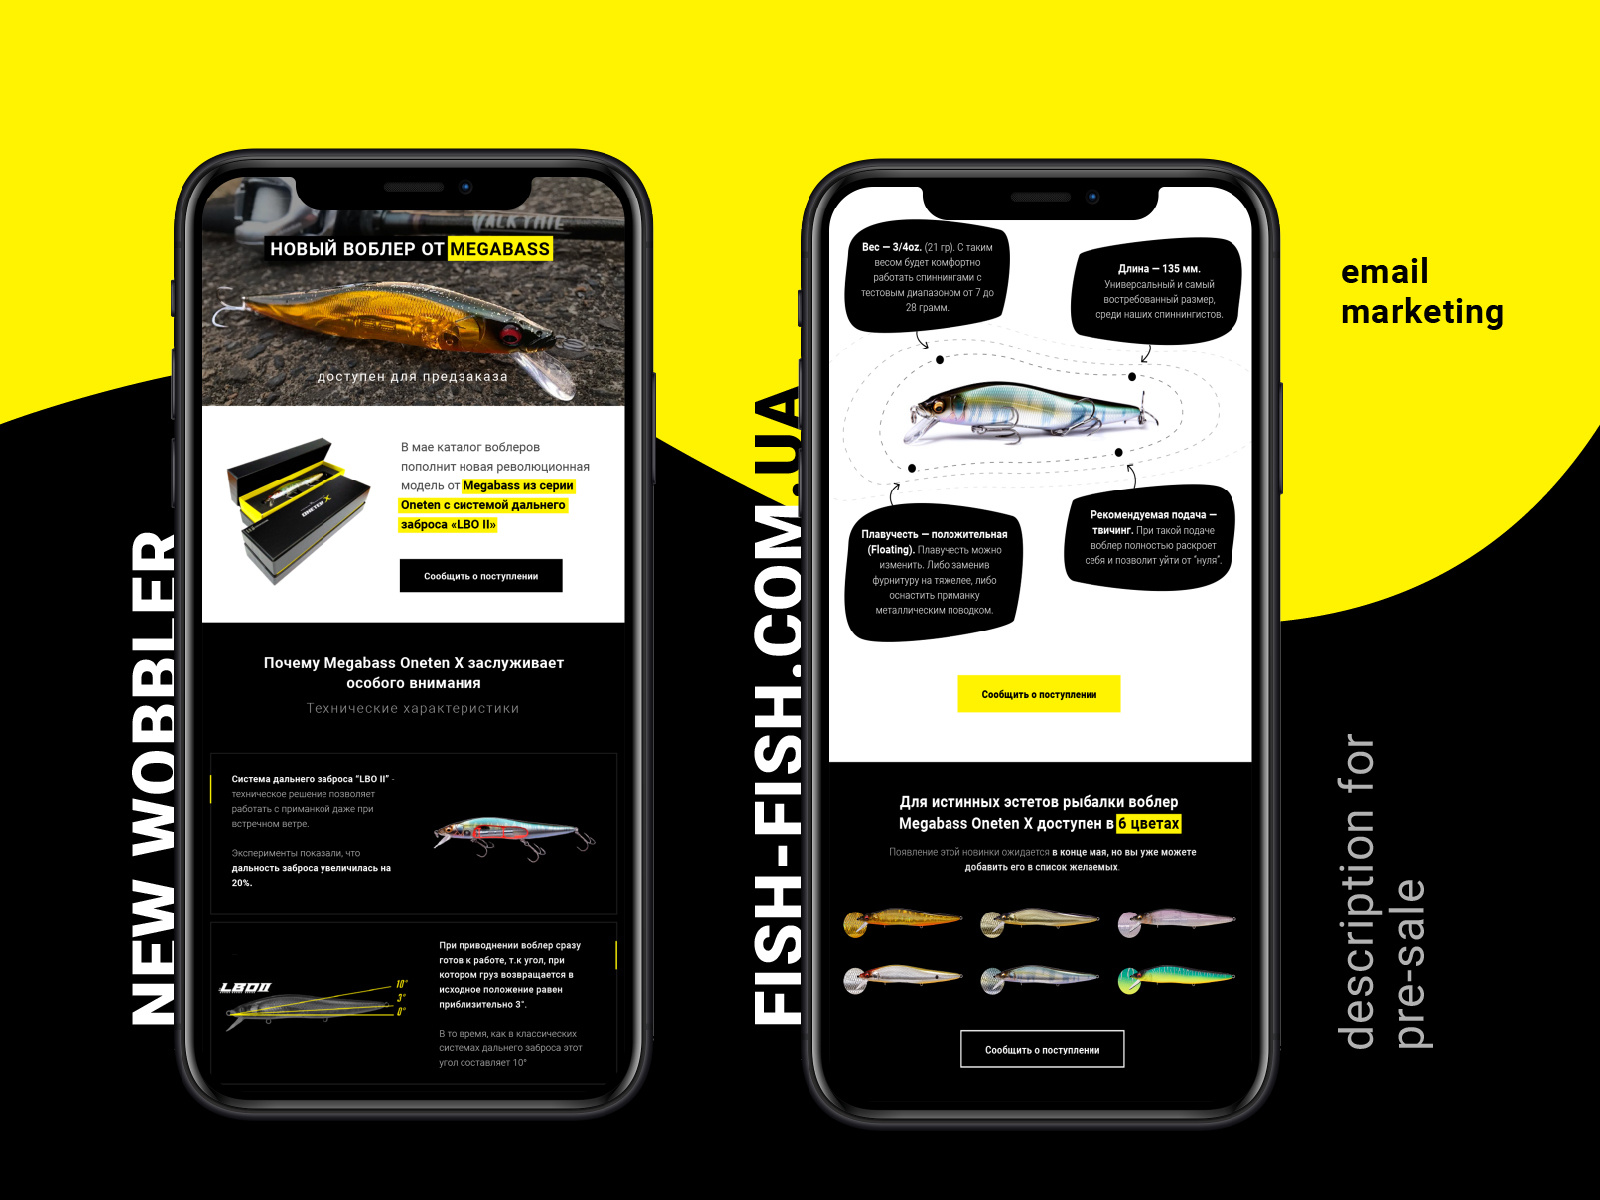 NEW WOBBLER
VALKYRIE
НОВЫЙ ВОБЛЕР ОТ MEGABASS
доступен для предзаказа
ONETEN X
В мае каталог воблеров
пополнит новая революционная
модель от Megabass из серии
Oneten с системой дальнего
заброса «LBO II»
Сообщить о поступлении
Почему Megabass Oneten X заслуживает
особого внимания
Технические характеристики
Система дальнего заброса “LBO II” -
техническое решение позволяет
работать с приманкой даже при
встречном ветре.
Эксперименты показали, что
дальность заброса увеличилась на
20%.
LBOII
10°
3°
0°
При приводнении воблер сразу
готов к работе, т.к угол, при
котором груз возвращается в
исходное положение равен
приблизительно 3°.
В то время, как в классических
системах дальнего заброса этот
угол составляет 10°
FISH-FISH.COM.UA
Вес — 3/4oz. (21 гр). С таким
весом будет комфортно
работать спиннингами с
тестовым диапазоном от 7 до
28 грамм.
Длина — 135 мм.
Универсальный и самый
востребованный размер,
среди наших спиннингистов.
Плавучесть — положительная
(Floating). Плавучесть можно
изменить. Либо заменив
фурнитуру на тяжелее, либо
оснастить приманку
металлическим поводком.
Рекомендуемая подача —
твичинг. При такой подаче
воблер полностью раскроет
себя и позволит уйти от “нуля”.
Сообщить о поступлении
Для истинных эстетов рыбалки воблер
Megabass Oneten X доступен в 6 цветах
Появление этой новинки ожидается в конце мая, но вы уже можете
добавить его в список желаемых.
Сообщить о поступлении
email
marketing
description for
pre-sale